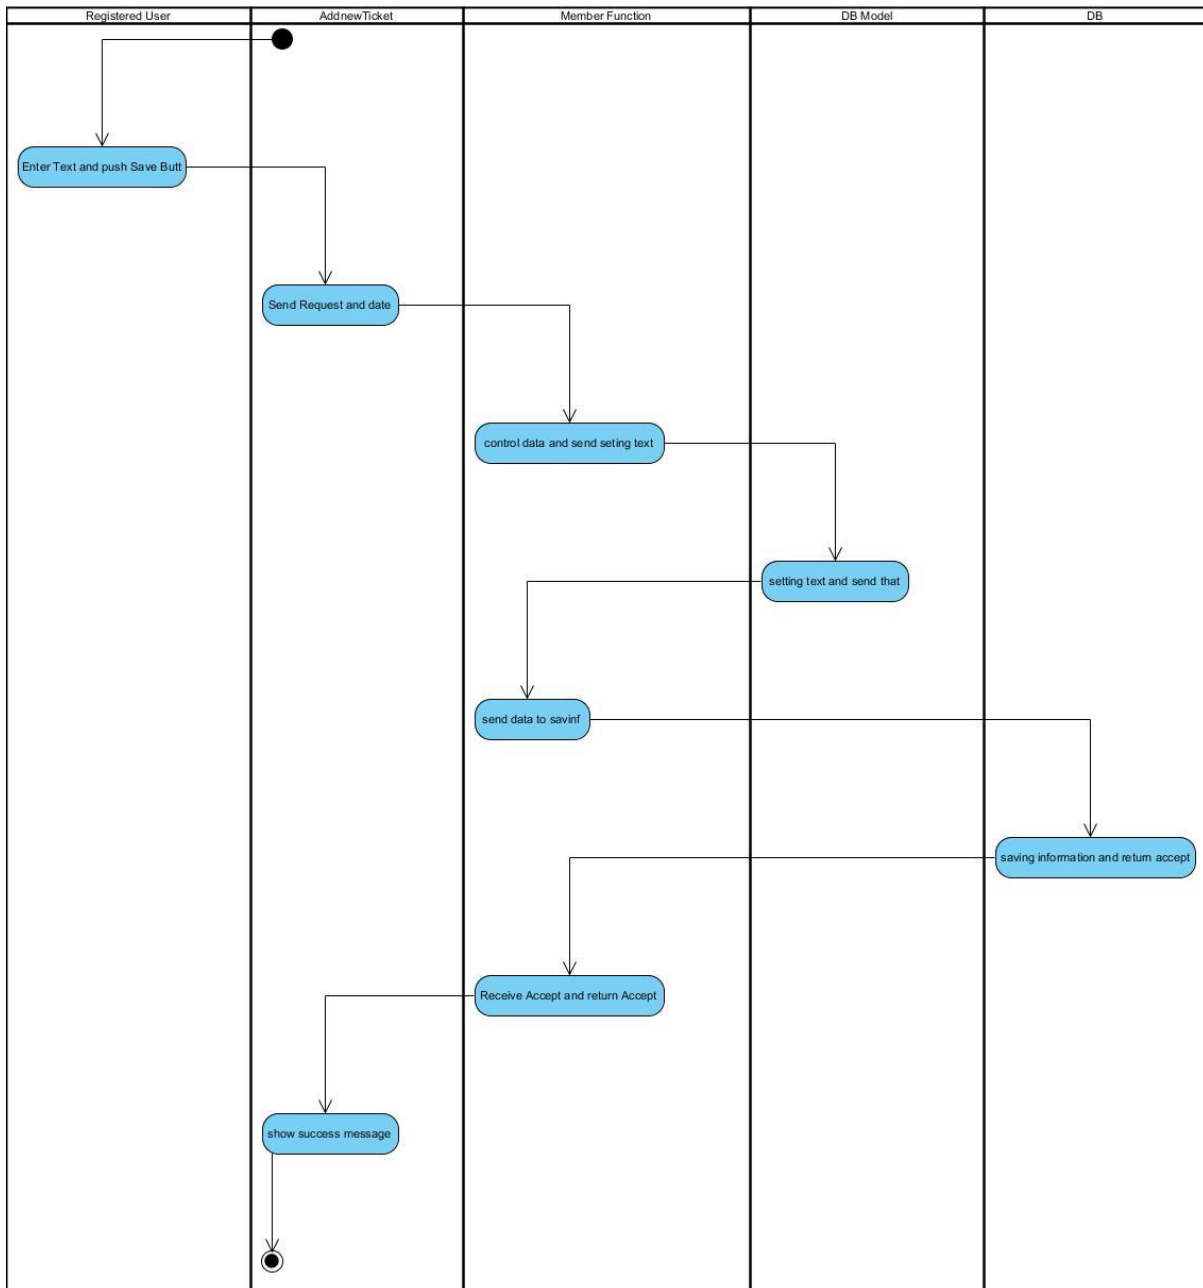 Registered User
AddnewTicket
Member Function
DB Model
DB
Enter Text and push Save Butt
Send Request and date
control data and send seting text
setting text and send that
send data to savinf
saving information and return accept
Receive Accept and return Accept
show success message